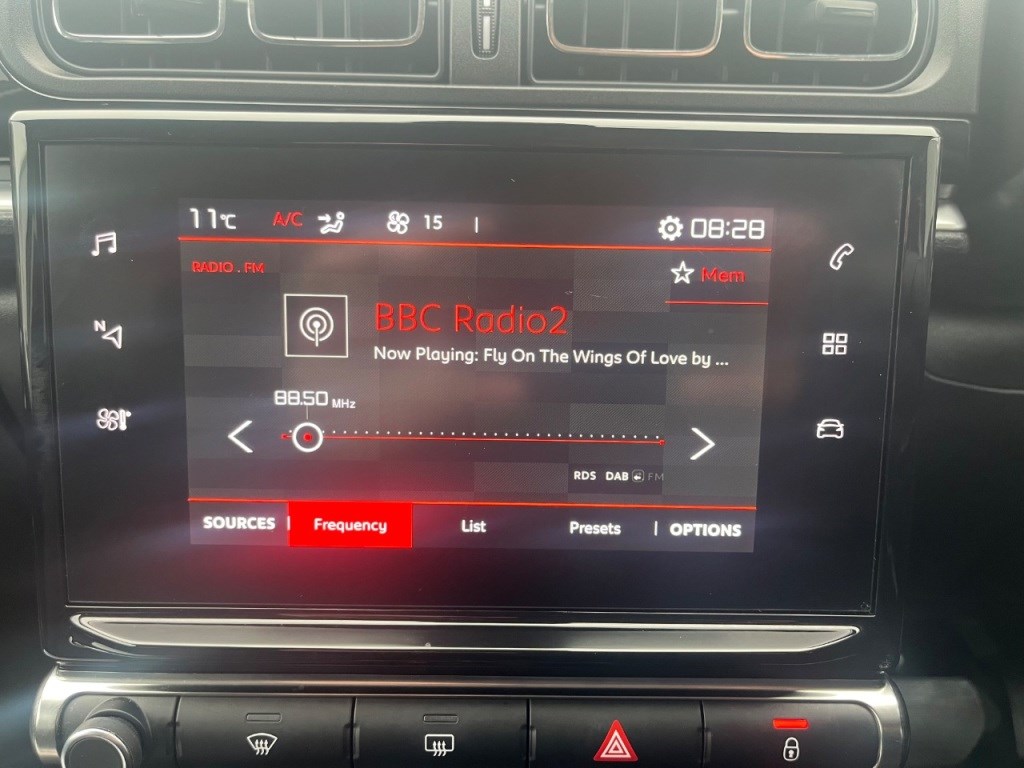 11°C A/C 15 08:28
RADIO . FM
Mem
BBC Radio2
Now Playing: Fly On The Wings Of Love by ...
N
88.50 MHz
RDS DAB FM
SOURCES Frequency List Presets OPTIONS